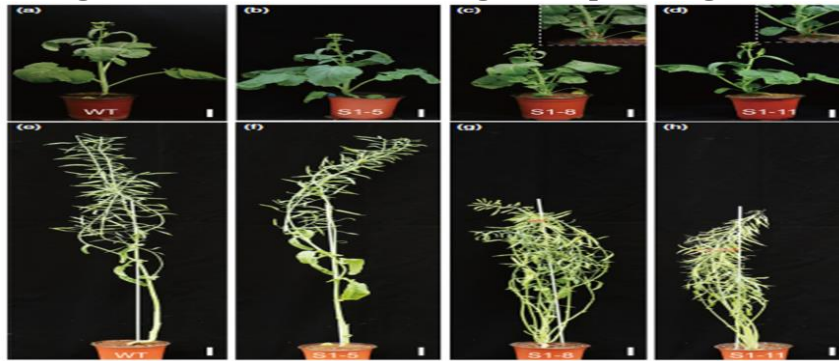 (a)
(b)
(c)
(d)
WT
S1-5
S1-8
S1-11
(e)
(f)
(g)
(h)
WT
S1-5
S1-8
S1-11